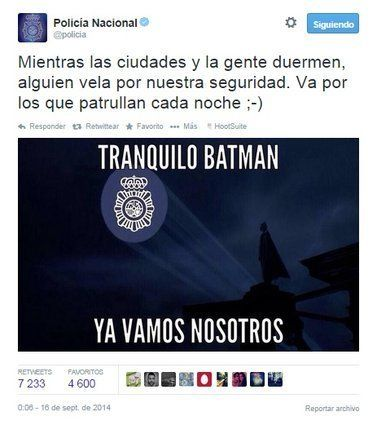 Policía Nacional
@policia
Siguiendo
Mientras las ciudades y la gente duermen,
alguien vela por nuestra seguridad. Va por
los que patrullan cada noche ;-)
Responder Retwittear Favorito Más HootSuite
TRANQUILO BATMAN
YA VAMOS NOSOTROS
RETWEETS FAVORITOS
7 233 4 600
0:06 - 16 de sept. de 2014 Reportar archivo